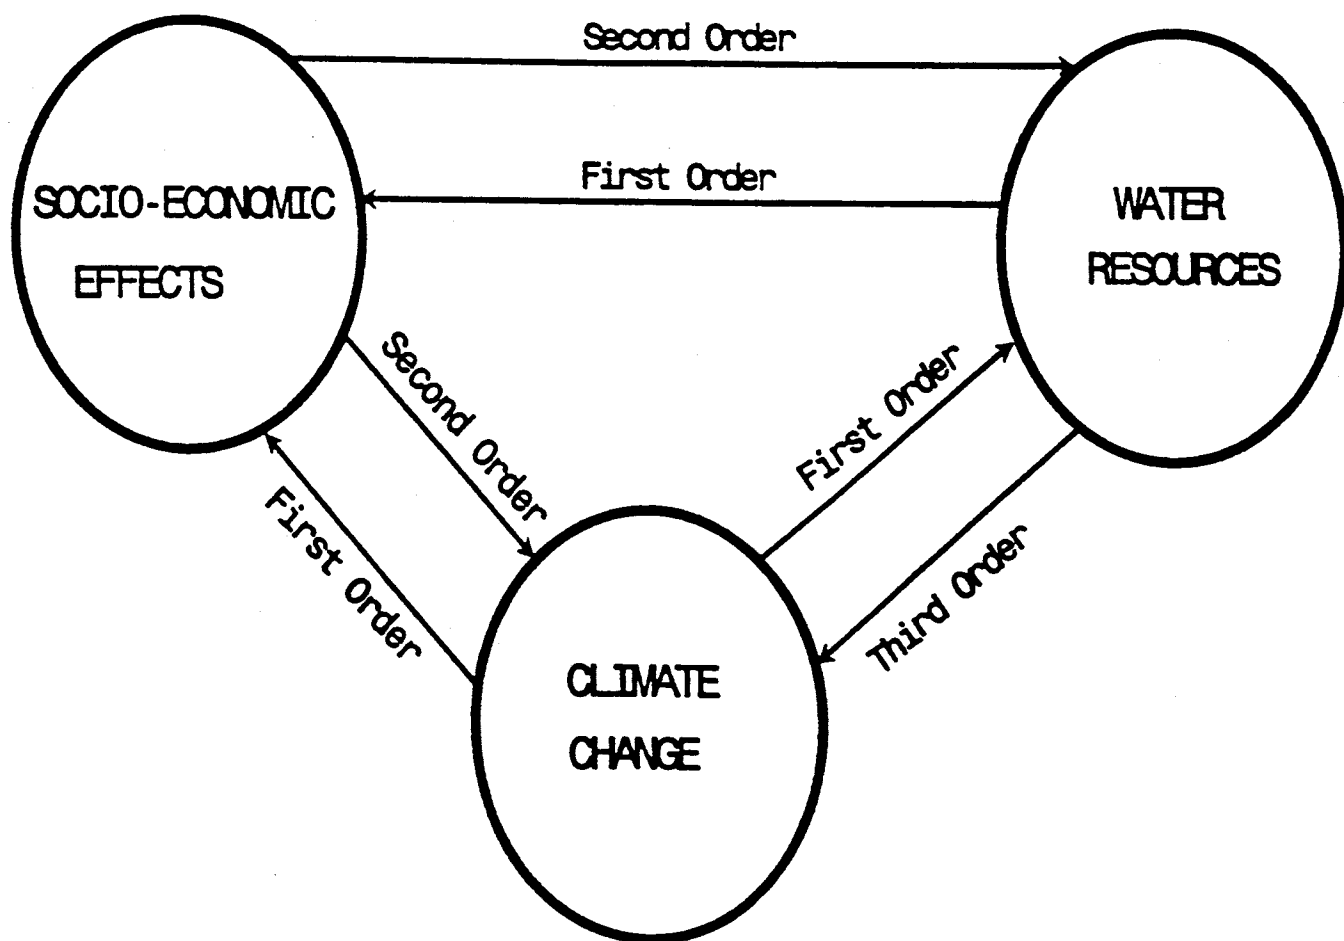 Second Order
First Order
SOCIO-ECONOMIC
EFFECTS
WATER
RESOURCES
Second Order
First Order
First Order
Third Order
CLIMATE
CHANGE